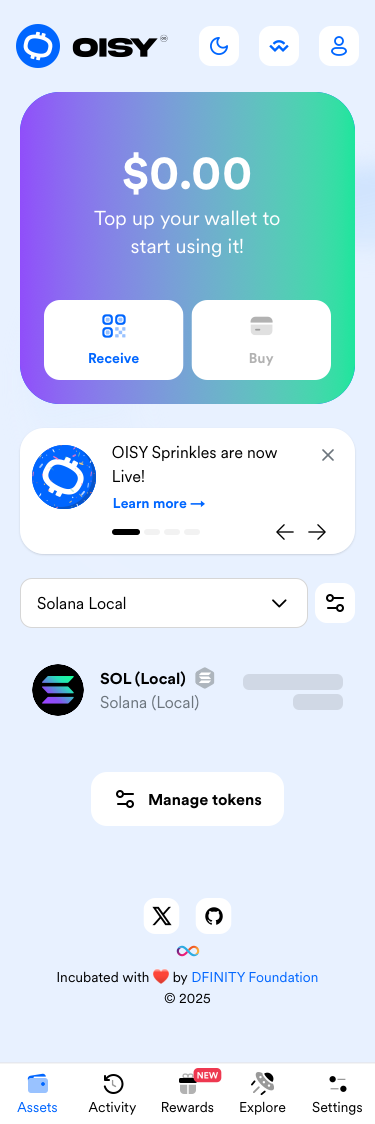 OISY
$0.00
Top up your wallet to
start using it!
Receive
Buy
OISY Sprinkles are now
Live!
Learn more →
Solana Local
SOL (Local)
Solana (Local)
Manage tokens
Incubated with ❤️ by DFINITY Foundation
© 2025
NEW
Assets
Activity
Rewards
Explore
Settings